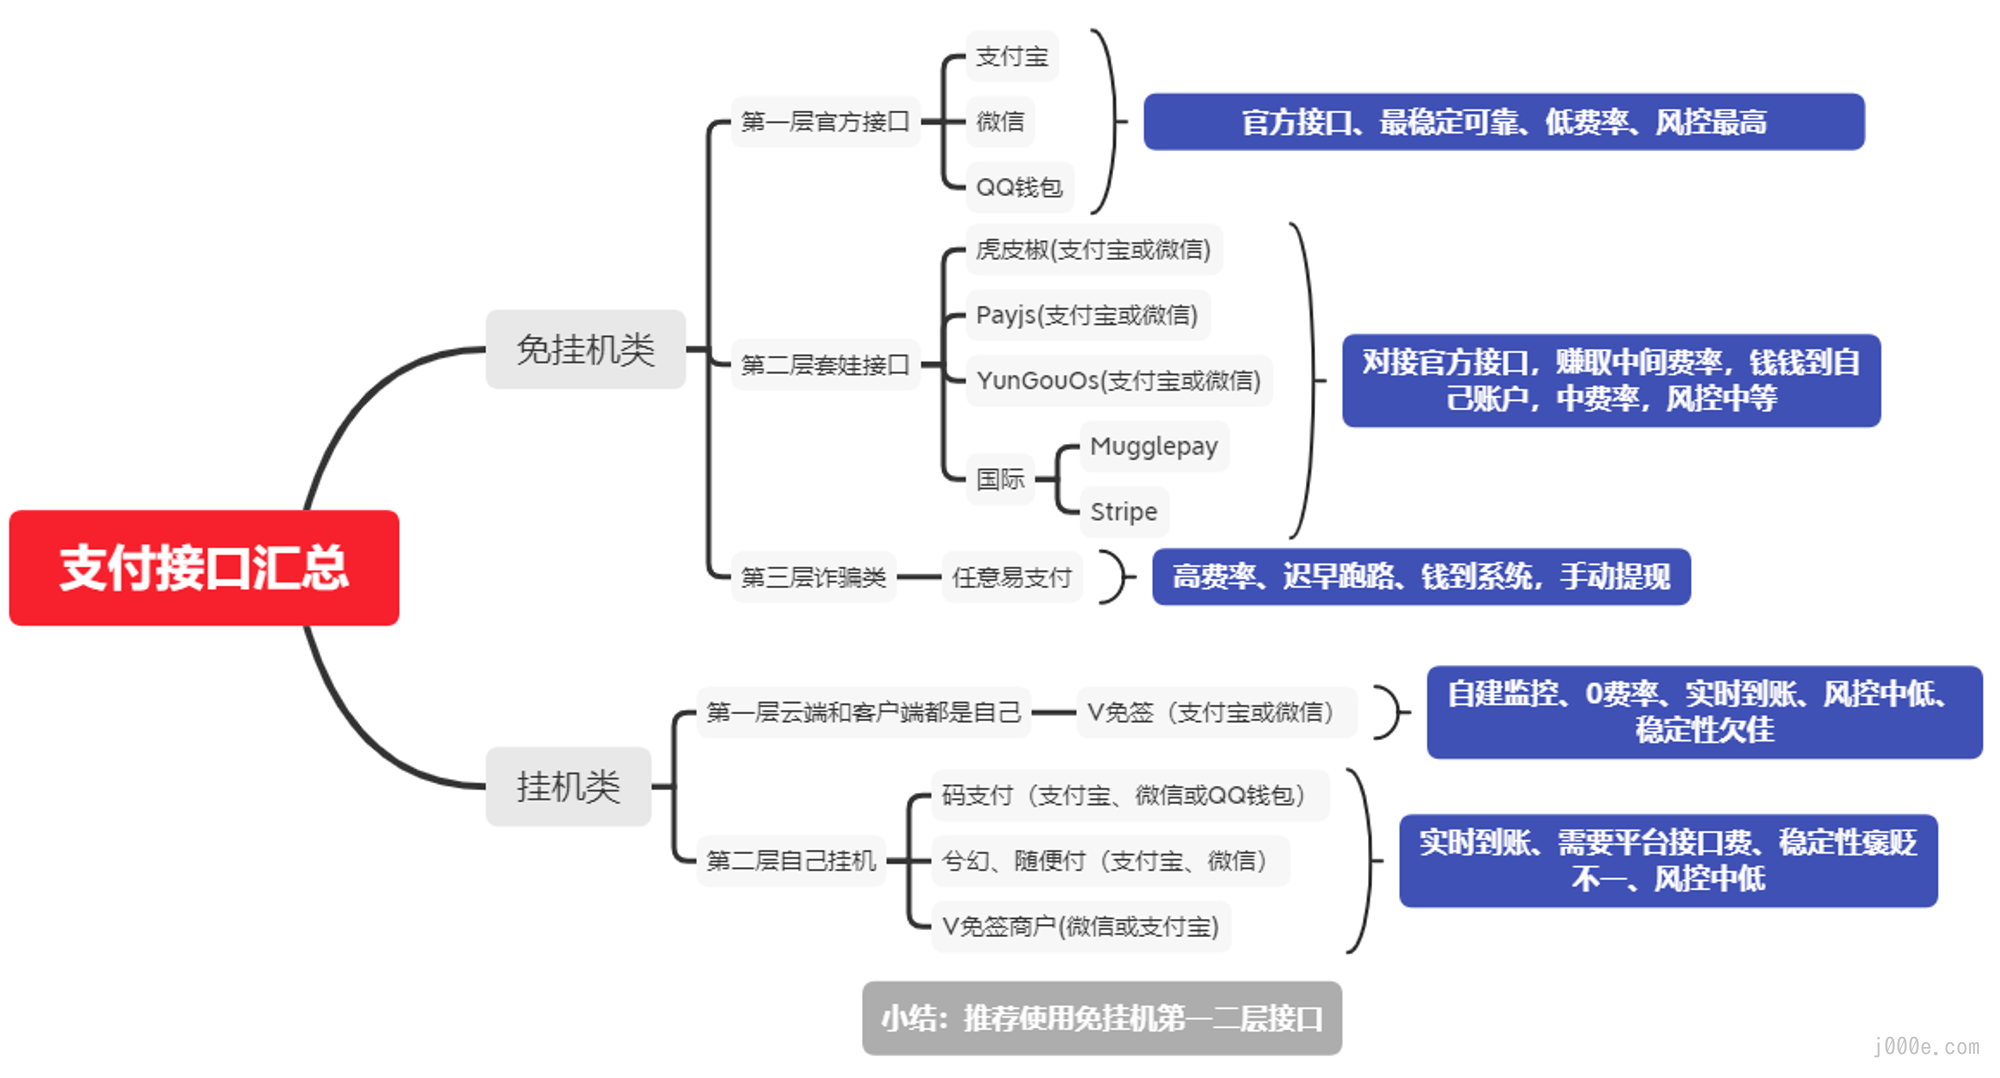 支付接口汇总
免挂机类
第一层官方接口
支付宝
微信
QQ钱包
官方接口、最稳定可靠、低费率、风控最高
第二层套娃接口
虎皮椒(支付宝或微信)
Payjs(支付宝或微信)
YunGouOs(支付宝或微信)
国际
Mugglepay
Stripe
对接官方接口，赚取中间费率，钱钱到自
己账户，中费率，风控中等
第三层诈骗类
任意易支付
高费率、迟早跑路、钱到系统，手动提现
挂机类
第一层云端和客户端都是自己
V免签（支付宝或微信）
自建监控、0费率、实时到账、风控中低、
稳定性欠佳
第二层自己挂机
码支付（支付宝、微信或QQ钱包）
兮幻、随便付（支付宝、微信）
V免签商户(微信或支付宝)
实时到账、需要平台接口费、稳定性褒贬
不一、风控中低
小结：推荐使用免挂机第一二层接口
j000e.com